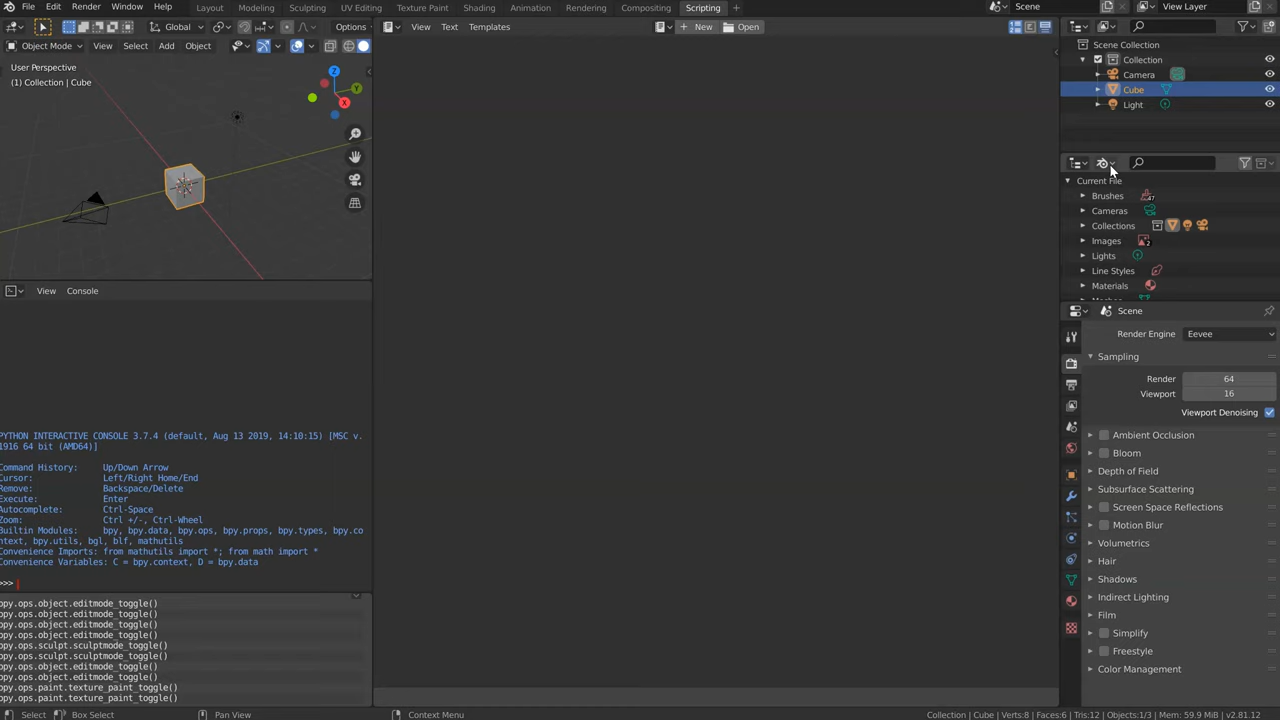 File Edit Render Window Help
Layout Modeling Sculpting UV Editing Texture Paint Shading Animation Rendering Compositing Scripting
Scene
View Layer
Global
Options
Object Mode View Select Add Object
User Perspective
(1) Collection | Cube
Z
Y
X
View Text Templates
New
Open
Scene Collection
Collection
Camera
Cube
Light
Current File
Brushes
47
Cameras
Collections
Images
2
Lights
Line Styles
Materials
Scene
Render Engine Eevee
Sampling
Render 64
Viewport 16
Viewport Denoising
Ambient Occlusion
Bloom
Depth of Field
Subsurface Scattering
Screen Space Reflections
Motion Blur
Volumetrics
Hair
Shadows
Indirect Lighting
Film
Simplify
Freestyle
Color Management
View Console
PYTHON INTERACTIVE CONSOLE 3.7.4 (default, Aug 13 2019, 14:10:15) [MSC v.
1916 64 bit (AMD64)]
Command History: Up/Down Arrow
Cursor: Left/Right Home/End
Remove: Backspace/Delete
Execute: Enter
Autocomplete: Ctrl-Space
Zoom: Ctrl +/-, Ctrl-Wheel
Builtin Modules: bpy, bpy.data, bpy.ops, bpy.props, bpy.types, bpy.co
ntext, bpy.utils, bgl, blf, mathutils
Convenience Imports: from mathutils import *; from math import *
Convenience Variables: C = bpy.context, D = bpy.data
>>>
bpy.ops.object.editmode_toggle()
bpy.ops.object.editmode_toggle()
bpy.ops.object.editmode_toggle()
bpy.ops.object.editmode_toggle()
bpy.ops.sculpt.sculptmode_toggle()
bpy.ops.sculpt.sculptmode_toggle()
bpy.ops.object.editmode_toggle()
bpy.ops.object.editmode_toggle()
bpy.ops.paint.texture_paint_toggle()
bpy.ops.paint.texture_paint_toggle()
Select Box Select Pan View Context Menu
Collection | Cube | Verts:8 | Faces:6 | Tris:12 | Objects:1/3 | Mem: 59.9 MiB | v2.81.12